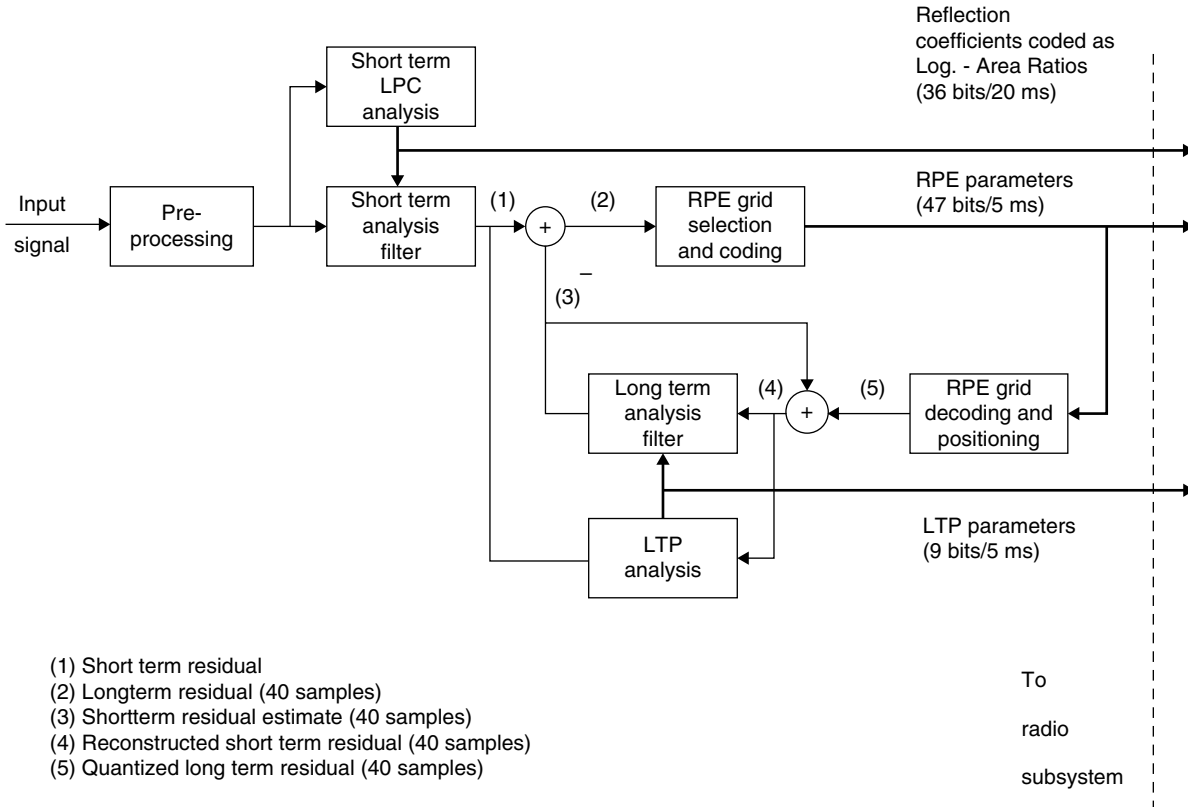 Reflection
coefficients coded as
Log. - Area Ratios
(36 bits/20 ms)
Short term
LPC
analysis
Input
signal
Pre-
processing
Short term
analysis
filter
(1)
+
(2)
RPE grid
selection
and coding
RPE parameters
(47 bits/5 ms)
–
(3)
Long term
analysis
filter
(4)
+
(5)
RPE grid
decoding and
positioning
LTP
analysis
LTP parameters
(9 bits/5 ms)
(1) Short term residual
(2) Longterm residual (40 samples)
(3) Shortterm residual estimate (40 samples)
(4) Reconstructed short term residual (40 samples)
(5) Quantized long term residual (40 samples)
To
radio
subsystem